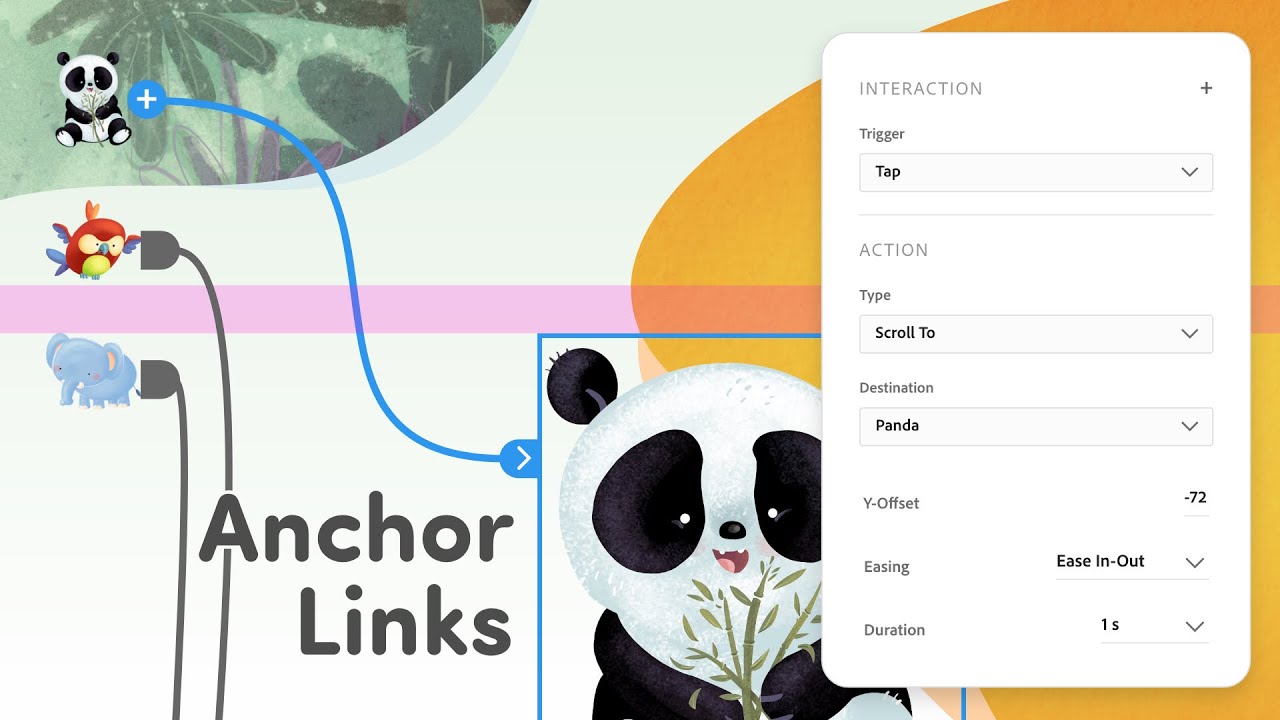 Anchor
Links
INTERACTION +
Trigger
Tap
ACTION
Type
Scroll To
Destination
Panda
Y-Offset -72
Easing Ease In-Out
Duration 1 s